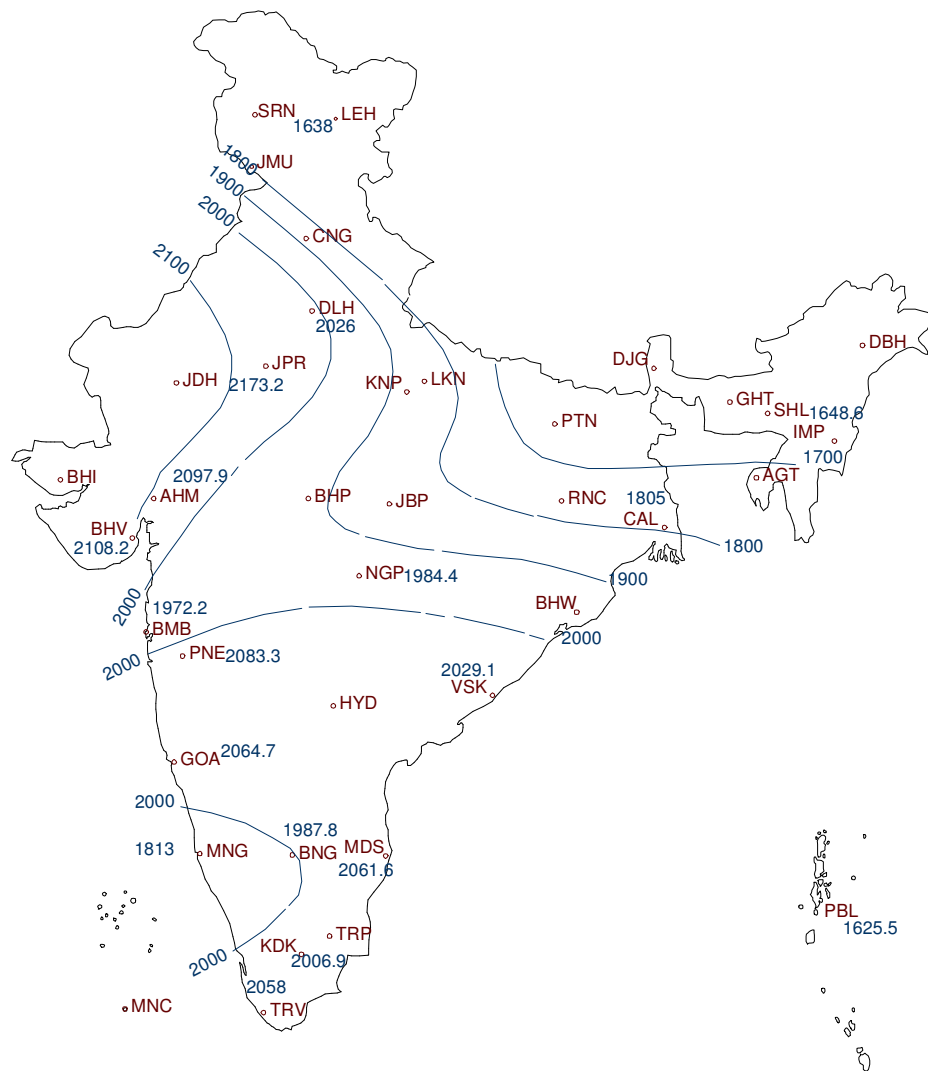 SRN
LEH
1638
1800
JMU
1900
2000
CNG
2100
DLH
2026
DBH
DJG
JPR
JDH
2173.2
KNP
LKN
GHT
SHL 1648.6
PTN
IMP
1700
2097.9
BHI
AHM
BHP
JBP
RNC
1805
AGT
BHV
2108.2
CAL
1800
NGP 1984.4
1900
2000
1972.2
BHW
BMB
2000
2000
PNE 2083.3
2029.1
VSK
HYD
GOA 2064.7
2000
1987.8
1813
MNG
BNG
MDS
2061.6
PBL
1625.5
TRP
KDK
2006.9
2000
2058
MNC
TRV